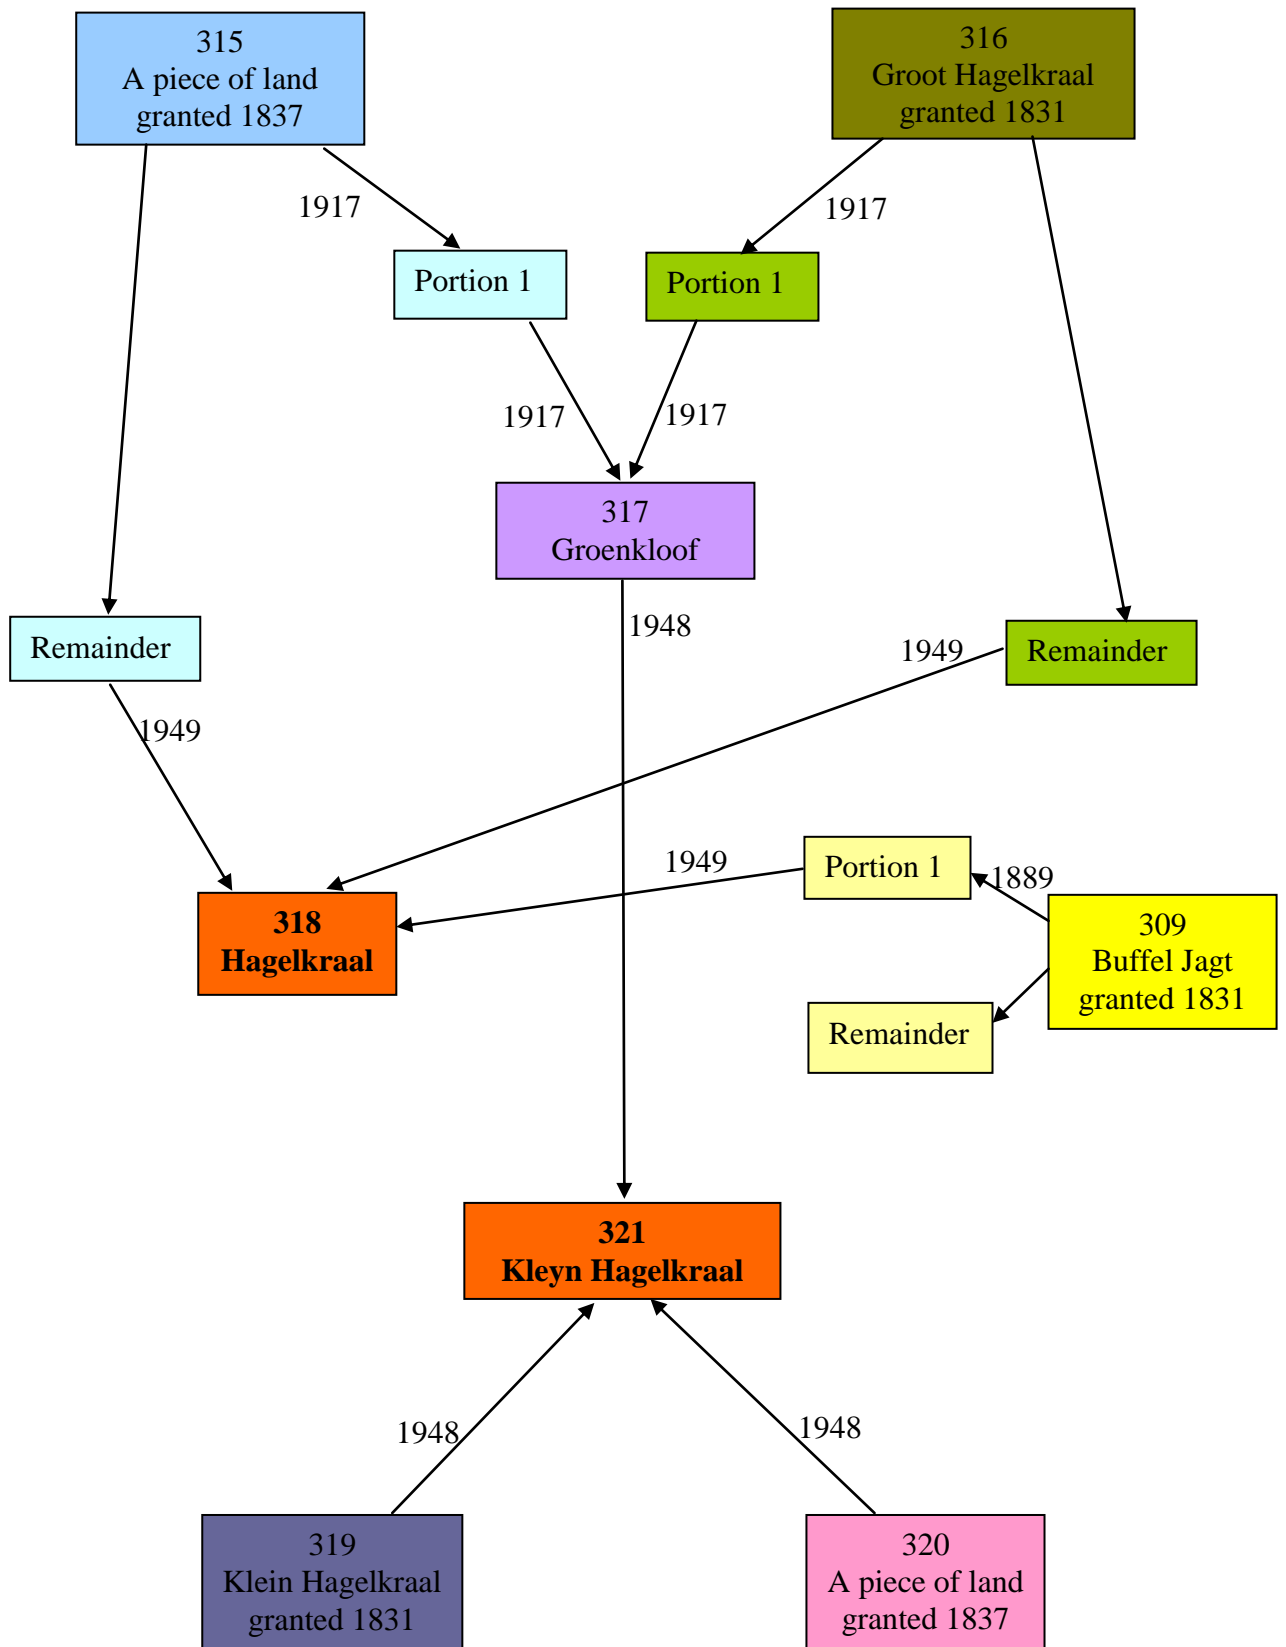 315
A piece of land
granted 1837
316
Groot Hagelkraal
granted 1831
1917
1917
Portion 1
Portion 1
1917
1917
317
Groenkloof
1948
Remainder
1949
Remainder
1949
318
Hagelkraal
1949
Portion 1
1889
309
Buffel Jagt
granted 1831
Remainder
321
Kleyn Hagelkraal
1948
1948
319
Klein Hagelkraal
granted 1831
320
A piece of land
granted 1837